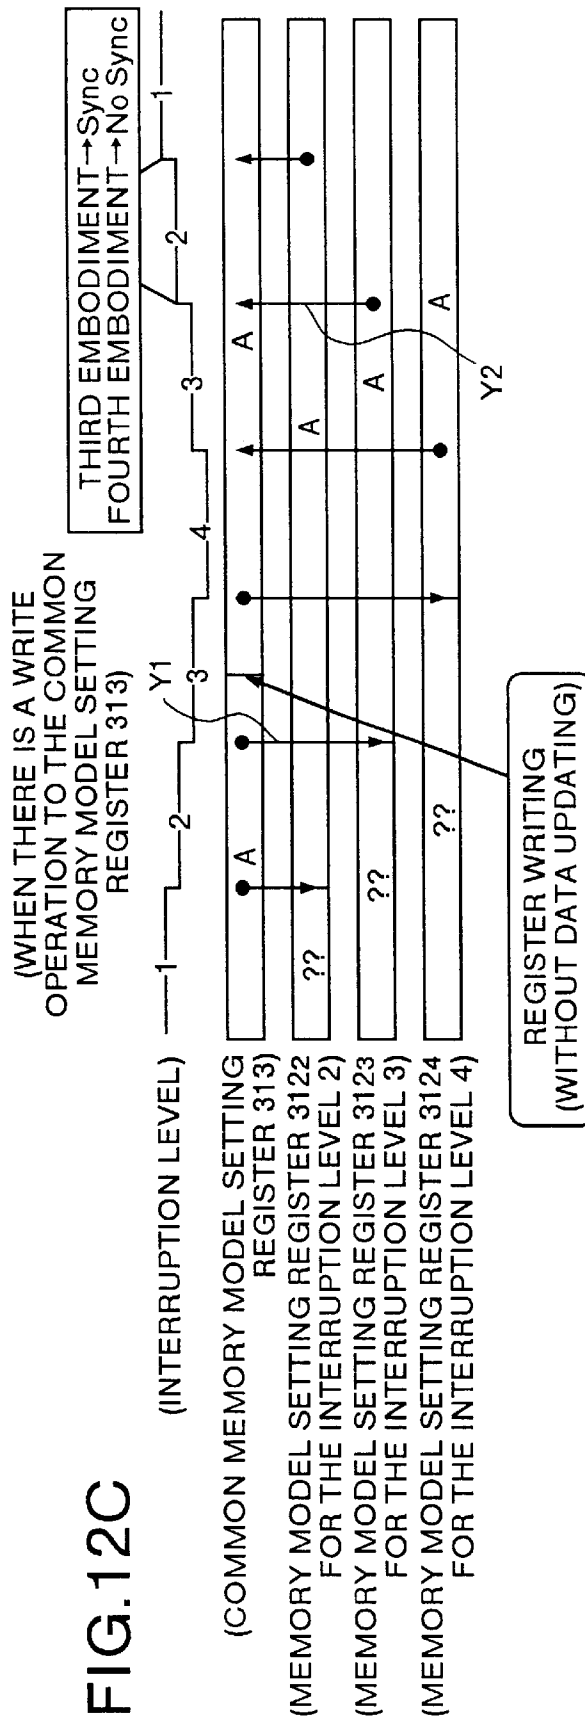 FIG.12C
(WHEN THERE IS A WRITE
OPERATION TO THE COMMON
MEMORY MODEL SETTING
REGISTER 313)
THIRD EMBODIMENT→Sync
FOURTH EMBODIMENT→No Sync
(INTERRUPTION LEVEL)
1
2
3
4
3
2
1
Y1
(COMMON MEMORY MODEL SETTING
REGISTER 313)
A
A
(MEMORY MODEL SETTING REGISTER 3122
FOR THE INTERRUPTION LEVEL 2)
??
A
(MEMORY MODEL SETTING REGISTER 3123
FOR THE INTERRUPTION LEVEL 3)
??
A
(MEMORY MODEL SETTING REGISTER 3124
FOR THE INTERRUPTION LEVEL 4)
??
A
Y2
REGISTER WRITING
(WITHOUT DATA UPDATING)